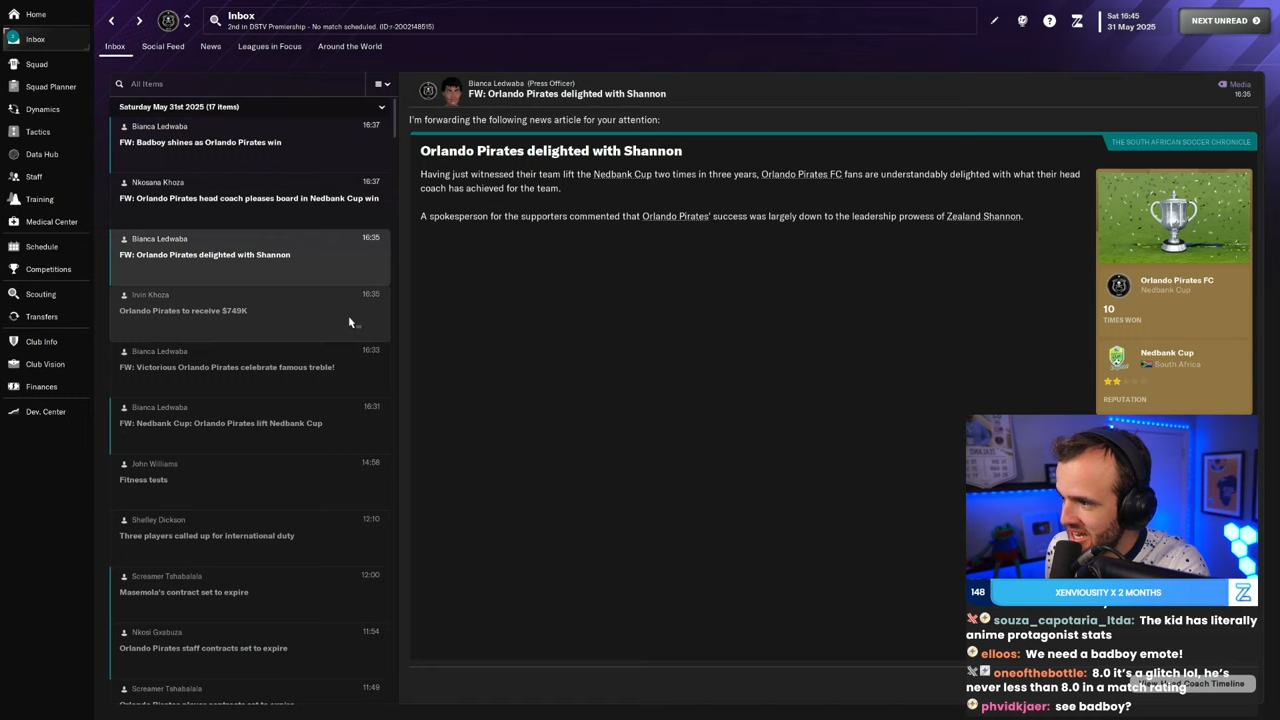 Home
Inbox
Squad
Squad Planner
Dynamics
Tactics
Data Hub
Staff
Training
Medical Center
Schedule
Competitions
Scouting
Transfers
Club Info
Club Vision
Finances
Dev. Center
Inbox
2nd in DSTV Premiership - No match scheduled. (ID:r-2002148515)
Sat 16:45
31 May 2025
NEXT UNREAD
Inbox Social Feed News Leagues in Focus Around the World
All Items
Saturday May 31st 2025 (17 items)
Bianca Ledwaba 16:37
FW: Badboy shines as Orlando Pirates win
Nkosana Khoza 16:37
FW: Orlando Pirates head coach pleases board in Nedbank Cup win
Bianca Ledwaba 16:35
FW: Orlando Pirates delighted with Shannon
Irvin Khoza 16:35
Orlando Pirates to receive $749K
Bianca Ledwaba 16:33
FW: Victorious Orlando Pirates celebrate famous treble!
Bianca Ledwaba 16:31
FW: Nedbank Cup: Orlando Pirates lift Nedbank Cup
John Williams 14:58
Fitness tests
Shelley Dickson 12:10
Three players called up for international duty
Screamer Tshabalala 12:00
Masemola's contract set to expire
Nkosi Gxabuza 11:54
Orlando Pirates staff contracts set to expire
Screamer Tshabalala 11:49
Bianca Ledwaba (Press Officer)
FW: Orlando Pirates delighted with Shannon
Media
16:35
I'm forwarding the following news article for your attention:
THE SOUTH AFRICAN SOCCER CHRONICLE
Orlando Pirates delighted with Shannon
Having just witnessed their team lift the Nedbank Cup two times in three years, Orlando Pirates FC fans are understandably delighted with what their head
coach has achieved for the team.
A spokesperson for the supporters commented that Orlando Pirates' success was largely down to the leadership prowess of Zealand Shannon.
Orlando Pirates FC
Nedbank Cup
10
TIMES WON
Nedbank Cup
South Africa
REPUTATION
148
XENVIOUSITY X 2 MONTHS
souza_capotaria_ltda: The kid has literally
anime protagonist stats
elloos: We need a badboy emote!
oneofthebottle: 8.0 it's a glitch lol, he's
never less than 8.0 in a match rating
View Head Coach Timeline
phvidkjaer: see badboy?